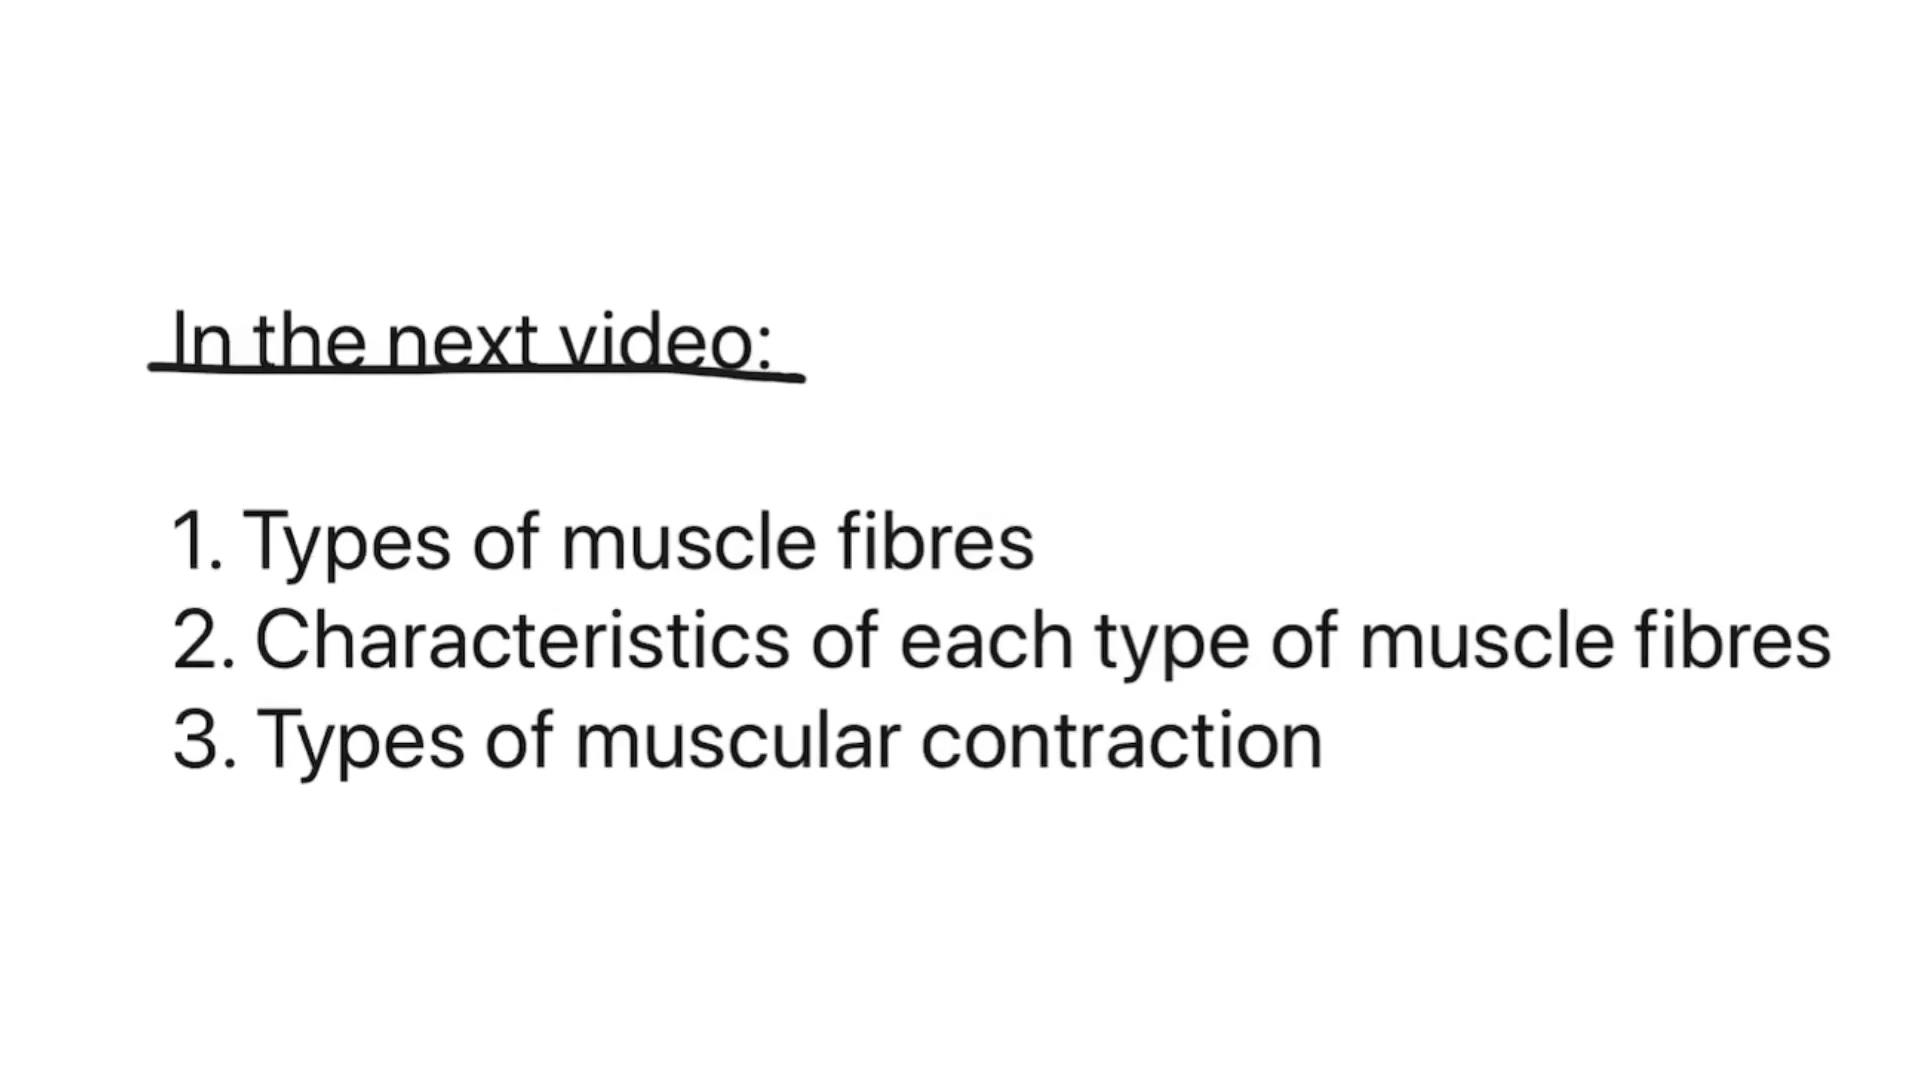 In the next video:
1. Types of muscle fibres
2. Characteristics of each type of muscle fibres
3. Types of muscular contraction